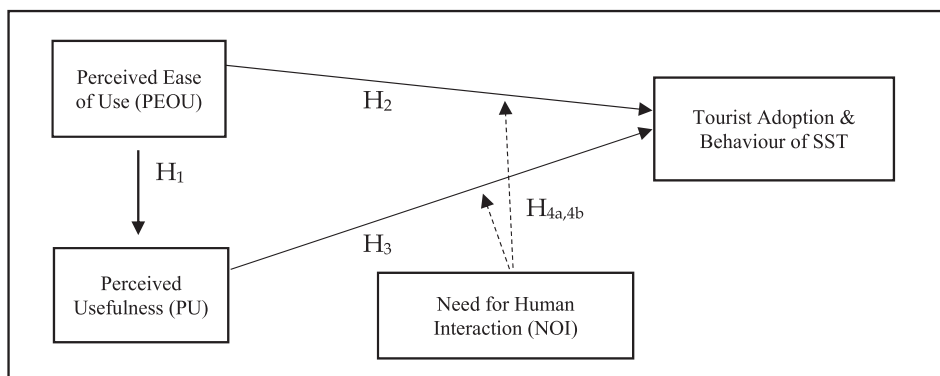 Perceived Ease
of Use (PEOU)
H2
Tourist Adoption &
Behaviour of SST
H1
H4a,4b
H3
Perceived
Usefulness (PU)
Need for Human
Interaction (NOI)